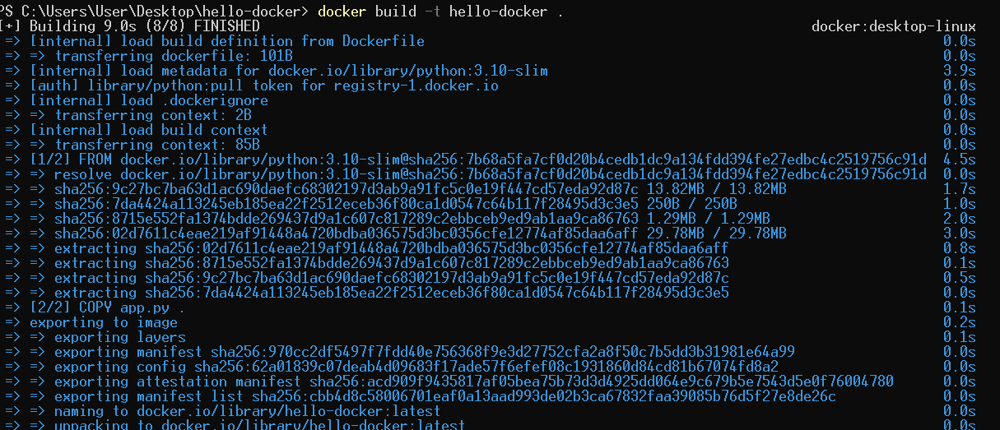 PS C:\Users\User\Desktop\hello-docker> docker build -t hello-docker .
[+] Building 9.0s (8/8) FINISHED docker:desktop-linux
=> [internal] load build definition from Dockerfile 0.0s
=> => transferring dockerfile: 101B 0.0s
=> [internal] load metadata for docker.io/library/python:3.10-slim 3.9s
=> [auth] library/python:pull token for registry-1.docker.io 0.0s
=> [internal] load .dockerignore 0.0s
=> => transferring context: 2B 0.0s
=> [internal] load build context 0.0s
=> => transferring context: 85B 0.0s
=> [1/2] FROM docker.io/library/python:3.10-slim@sha256:7b68a5fa7cf0d20b4cedb1dc9a134fdd394fe27edbc4c2519756c91d 4.5s
=> => resolve docker.io/library/python:3.10-slim@sha256:7b68a5fa7cf0d20b4cedb1dc9a134fdd394fe27edbc4c2519756c91d 0.0s
=> => sha256:9c27bc7ba63d1ac690daefc68302197d3ab9a91fc5c0e19f447cd57eda92d87c 13.82MB / 13.82MB 1.7s
=> => sha256:7da4424a113245eb185ea22f2512eceb36f80ca1d0547c64b117f28495d3c3e5 250B / 250B 1.0s
=> => sha256:8715e552fa1374bdde269437d9a1c607c817289c2ebbceb9ed9ab1aa9ca86763 1.29MB / 1.29MB 2.0s
=> => sha256:02d7611c4eae219af91448a4720bdba036575d3bc0356cfe12774af85daa6aff 29.78MB / 29.78MB 3.0s
=> => extracting sha256:02d7611c4eae219af91448a4720bdba036575d3bc0356cfe12774af85daa6aff 0.8s
=> => extracting sha256:8715e552fa1374bdde269437d9a1c607c817289c2ebbceb9ed9ab1aa9ca86763 0.1s
=> => extracting sha256:9c27bc7ba63d1ac690daefc68302197d3ab9a91fc5c0e19f447cd57eda92d87c 0.5s
=> => extracting sha256:7da4424a113245eb185ea22f2512eceb36f80ca1d0547c64b117f28495d3c3e5 0.0s
=> [2/2] COPY app.py . 0.1s
=> exporting to image 0.2s
=> => exporting layers 0.1s
=> => exporting manifest sha256:970cc2df5497f7fdd40e756368f9e3d27752cfa2a8f50c7b5dd3b31981e64a99 0.0s
=> => exporting config sha256:62a01839c07deab4d09683f17ade57f6efef08c1931860d84cd81b67074fd8a2 0.0s
=> => exporting attestation manifest sha256:acd909f9435817af05bea75b73d3d4925dd064e9c679b5e7543d5e0f76004780 0.0s
=> => exporting manifest list sha256:cbb4d8c58006701eaf0a13aad993de02b3ca67832faa39085b76d5f27e8de26c 0.0s
=> => naming to docker.io/library/hello-docker:latest 0.0s
=> => unpacking to docker.io/library/hello-docker:latest 0.0s